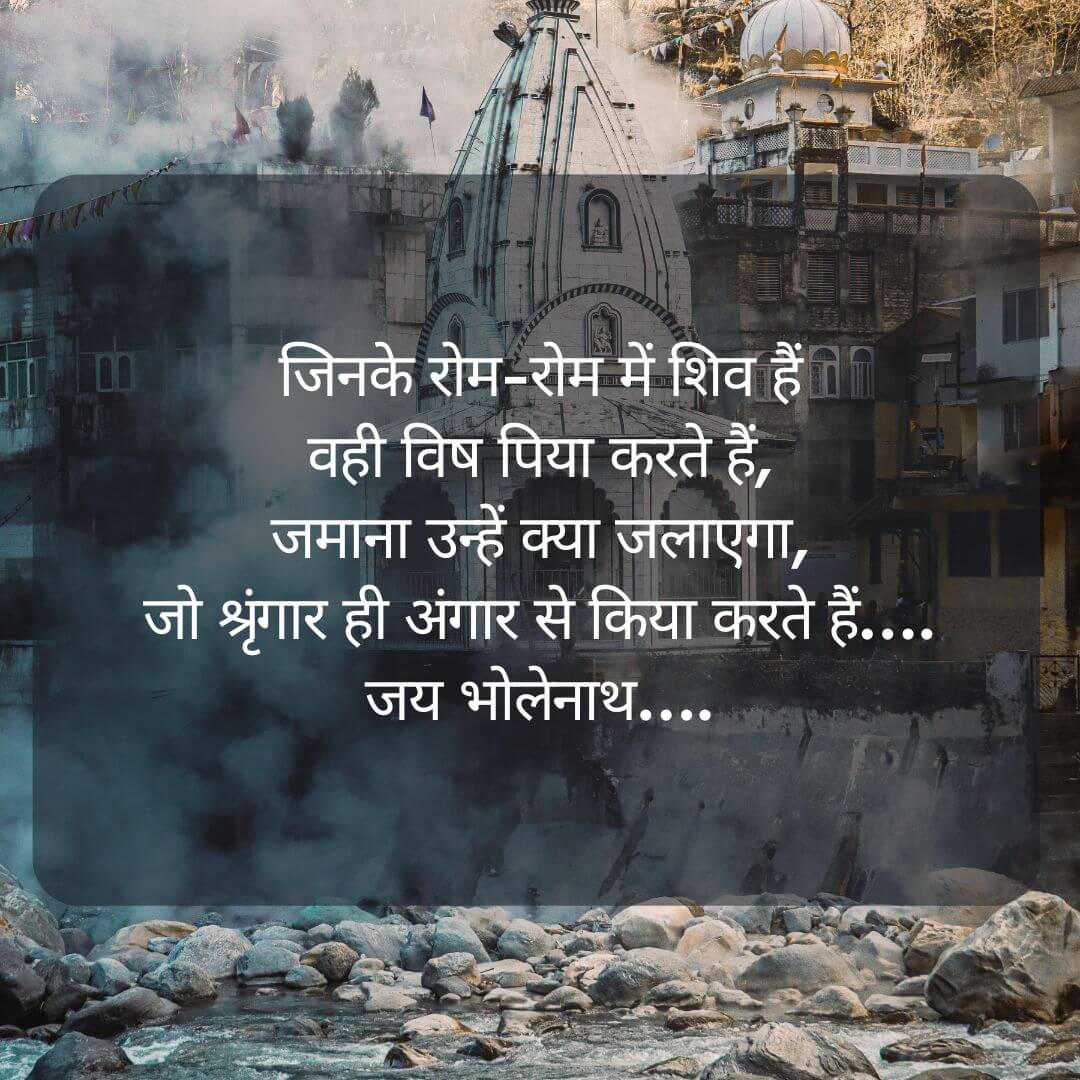 जिनके रोम-रोम में शिव हैं
वही विष पिया करते हैं,
जमाना उन्हें क्या जलाएगा,
जो श्रृंगार ही अंगार से किया करते हैं....
जय भोलेनाथ....